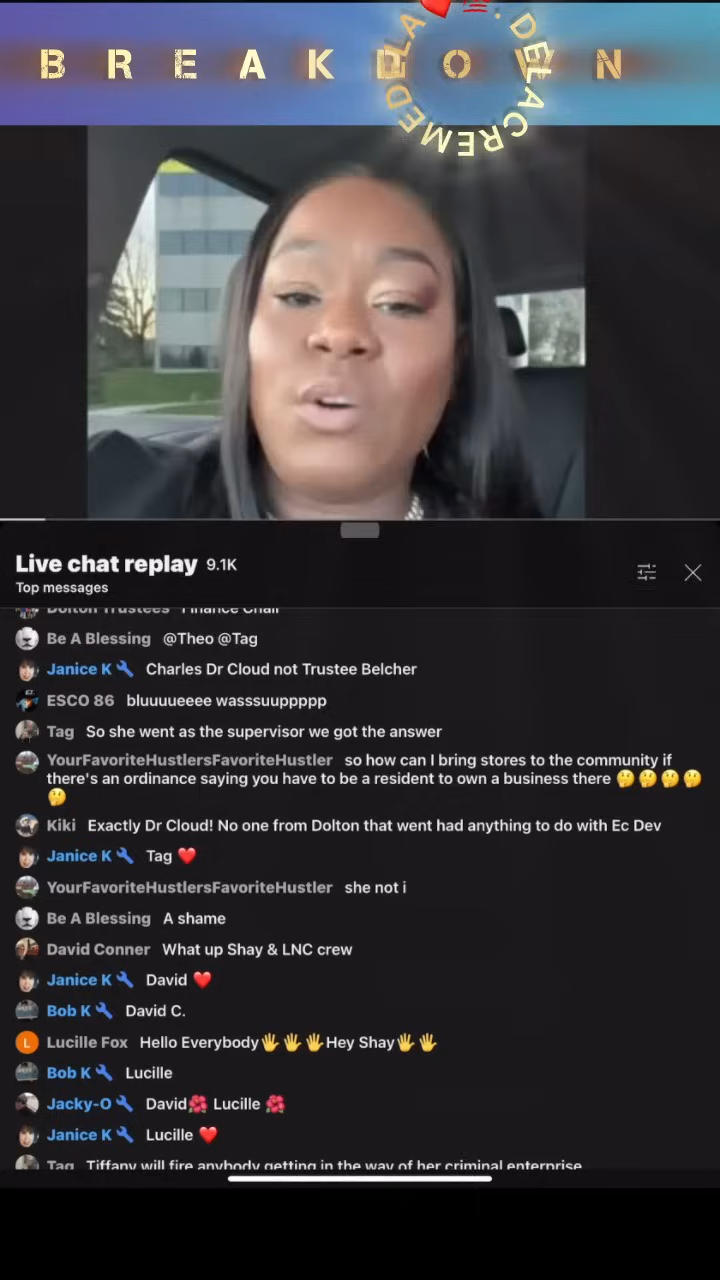 BREAKDOWN
DELACREMEDELLA
Live chat replay 9.1K
Top messages
Dolton Trustees Finance Chair
Be A Blessing @Theo @Tag
Janice K🔧 Charles Dr Cloud not Trustee Belcher
ESCO 86 bluuuueeee wasssuuppppp
Tag So she went as the supervisor we got the answer
YourFavoriteHustlersFavoriteHustler so how can I bring stores to the community if
there's an ordinance saying you have to be a resident to own a business there 🤔🤔🤔🤔
🤔
Kiki Exactly Dr Cloud! No one from Dolton that went had anything to do with Ec Dev
Janice K🔧 Tag ❤️
YourFavoriteHustlersFavoriteHustler she not i
Be A Blessing A shame
David Conner What up Shay & LNC crew
Janice K🔧 David ❤️
Bob K🔧 David C.
L Lucille Fox Hello Everybody🖐🖐🖐Hey Shay🖐🖐
Bob K🔧 Lucille
Jacky-O🔧 David🌺 Lucille 🌺
Janice K🔧 Lucille ❤️
Tag Tiffany will fire anybody getting in the way of her criminal enterprise